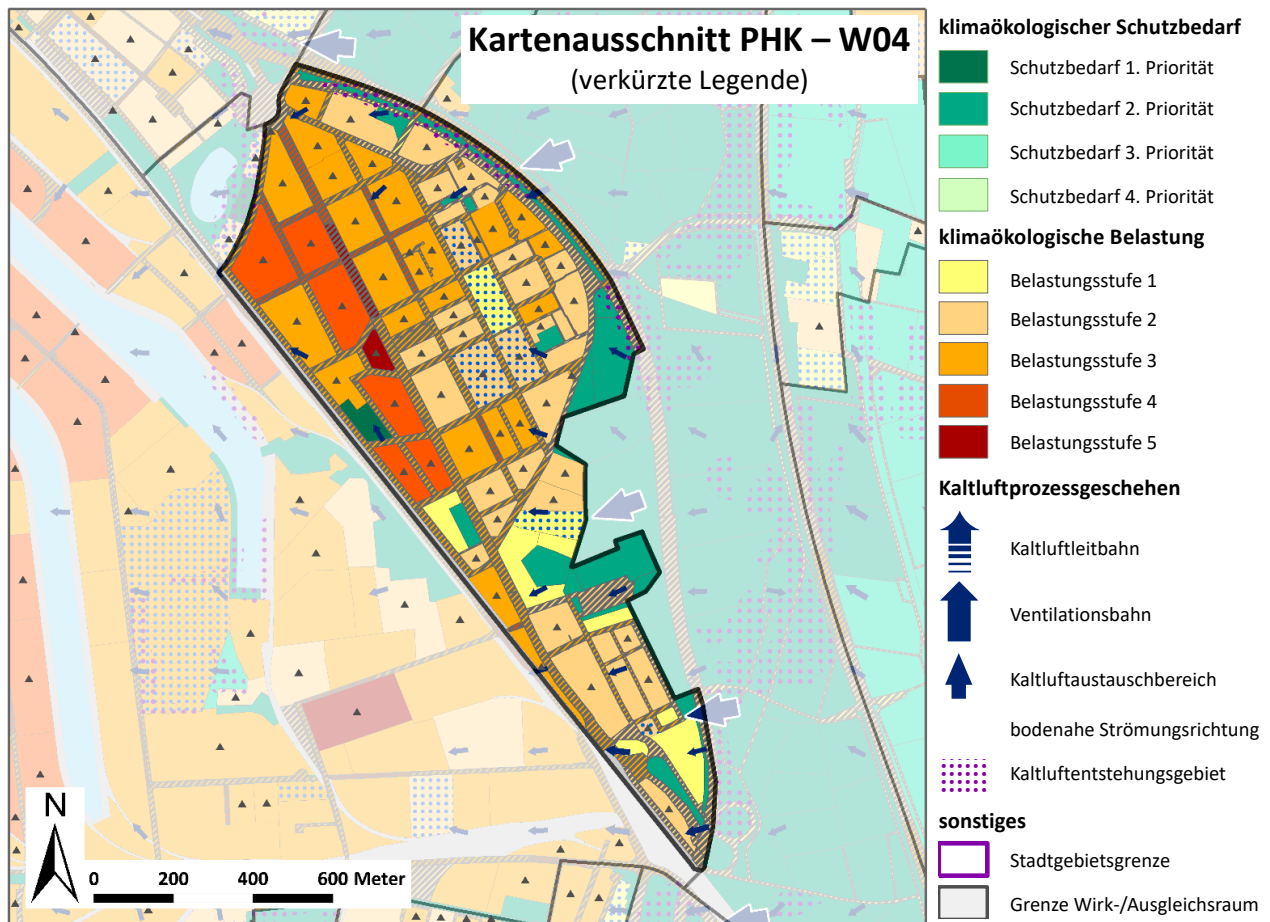 Kartenausschnitt PHK – W04
(verkürzte Legende)
N
0 200 400 600 Meter
klimaökologischer Schutzbedarf
Schutzbedarf 1. Priorität
Schutzbedarf 2. Priorität
Schutzbedarf 3. Priorität
Schutzbedarf 4. Priorität
klimaökologische Belastung
Belastungsstufe 1
Belastungsstufe 2
Belastungsstufe 3
Belastungsstufe 4
Belastungsstufe 5
Kaltluftprozessgeschehen
Kaltluftleitbahn
Ventilationsbahn
Kaltluftaustauschbereich
bodenahe Strömungsrichtung
Kaltluftentstehungsgebiet
sonstiges
Stadtgebietsgrenze
Grenze Wirk-/Ausgleichsraum